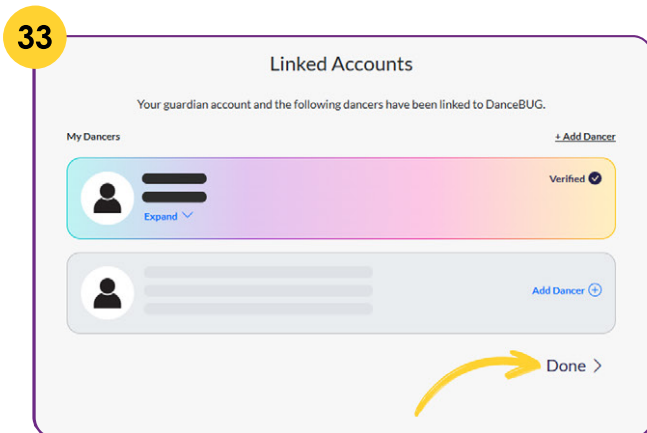 33
Linked Accounts
Your guardian account and the following dancers have been linked to DanceBUG.
My Dancers
+ Add Dancer
Verified
Expand
Add Dancer
Done >